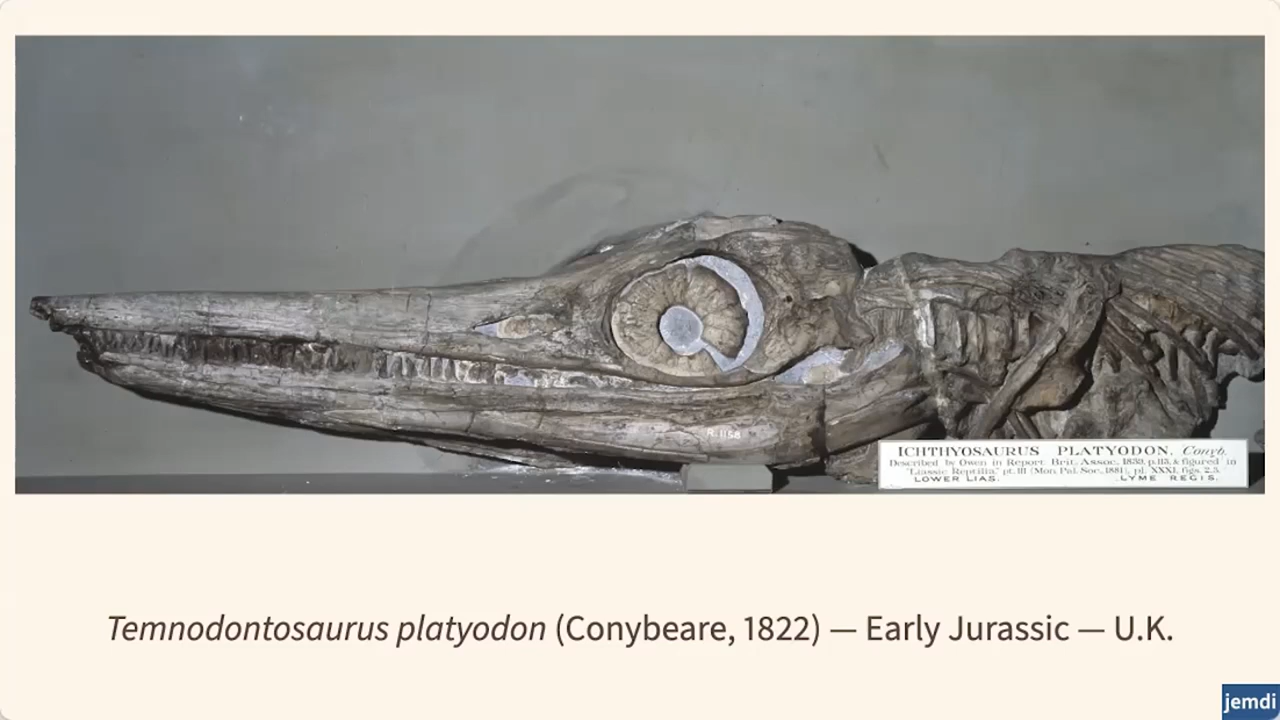 R. 1158
ICHTHYOSAURUS PLATYODON, Conyb.
Described by Owen in Report Brit. Assoc. 1839, p.113, & figured in
"Liassic Reptilia," pt. III (Mon. Pal. Soc., 1881), pl. XXXI, figs. 2,3.
LOWER LIAS. LYME REGIS.
Temnodontosaurus platyodon (Conybeare, 1822) — Early Jurassic — U.K.
jemdi